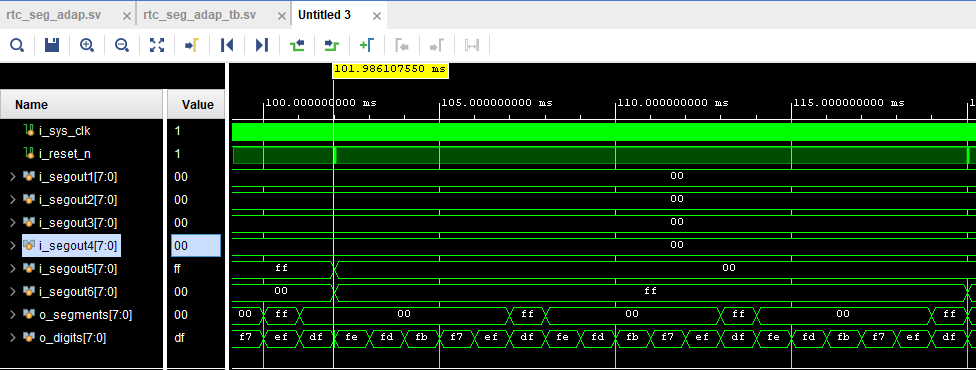 rtc_seg_adap.sv rtc_seg_adap_tb.sv Untitled 3
101.986107550 ms
Name Value 100.000000000 ms 105.000000000 ms 110.000000000 ms 115.000000000 ms
i_sys_clk 1
i_reset_n 1
i_segout1[7:0] 00 00
i_segout2[7:0] 00 00
i_segout3[7:0] 00 00
i_segout4[7:0] 00 00
i_segout5[7:0] ff ff 00
i_segout6[7:0] 00 00 ff
o_segments[7:0] 00 00 ff 00 ff 00 ff 00 ff
o_digits[7:0] df f7 ef df fe fd fb f7 ef df fe fd fb f7 ef df fe fd fb f7 ef df